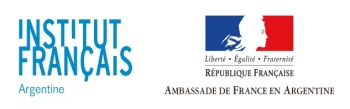 INSTITUT
FRANÇAIS
Argentine
Liberté • Égalité • Fraternité
RÉPUBLIQUE FRANÇAISE
AMBASSADE DE FRANCE EN ARGENTINE